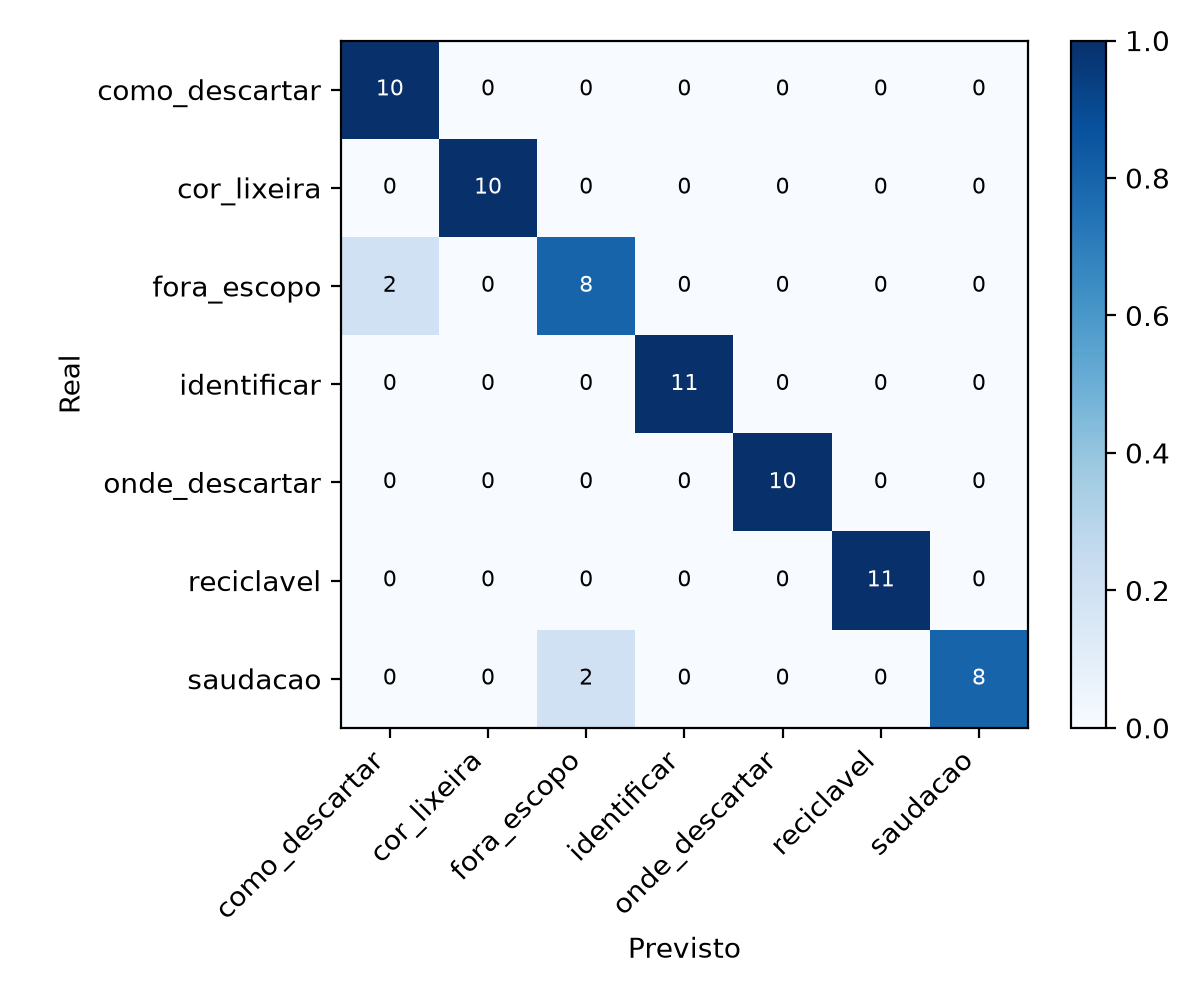 como_descartar 10 0 0 0 0 0 0
cor_lixeira 0 10 0 0 0 0 0
fora_escopo 2 0 8 0 0 0 0
identificar 0 0 0 11 0 0 0
onde_descartar 0 0 0 0 10 0 0
reciclavel 0 0 0 0 0 11 0
saudacao 0 0 2 0 0 0 8
Real
como_descartar
cor_lixeira
fora_escopo
identificar
onde_descartar
reciclavel
saudacao
Previsto
1.0
0.8
0.6
0.4
0.2
0.0